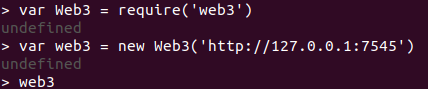 > var Web3 = require('web3')
undefined
> var web3 = new Web3('http://127.0.0.1:7545')
undefined
> web3